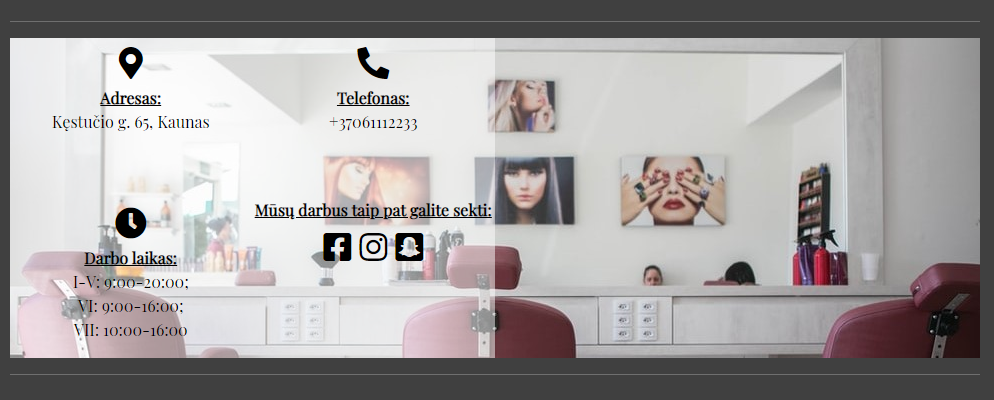 Adresas:
Kęstučio g. 65, Kaunas
Telefonas:
+37061112233
Darbo laikas:
I-V: 9:00-20:00;
VI: 9:00-16:00;
VII: 10:00-16:00
Mūsų darbus taip pat galite sekti: